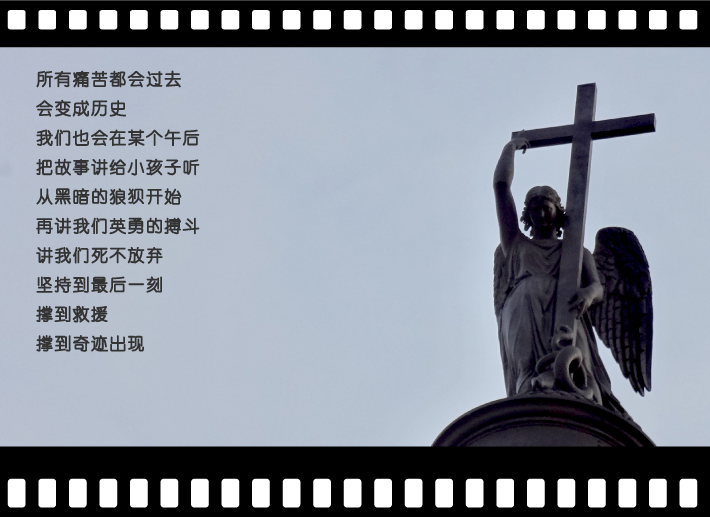 所有痛苦都会过去
会变成历史
我们也会在某个午后
把故事讲给小孩子听
从黑暗的狼狈开始
再讲我们英勇的搏斗
讲我们死不放弃
坚持到最后一刻
撑到救援
撑到奇迹出现